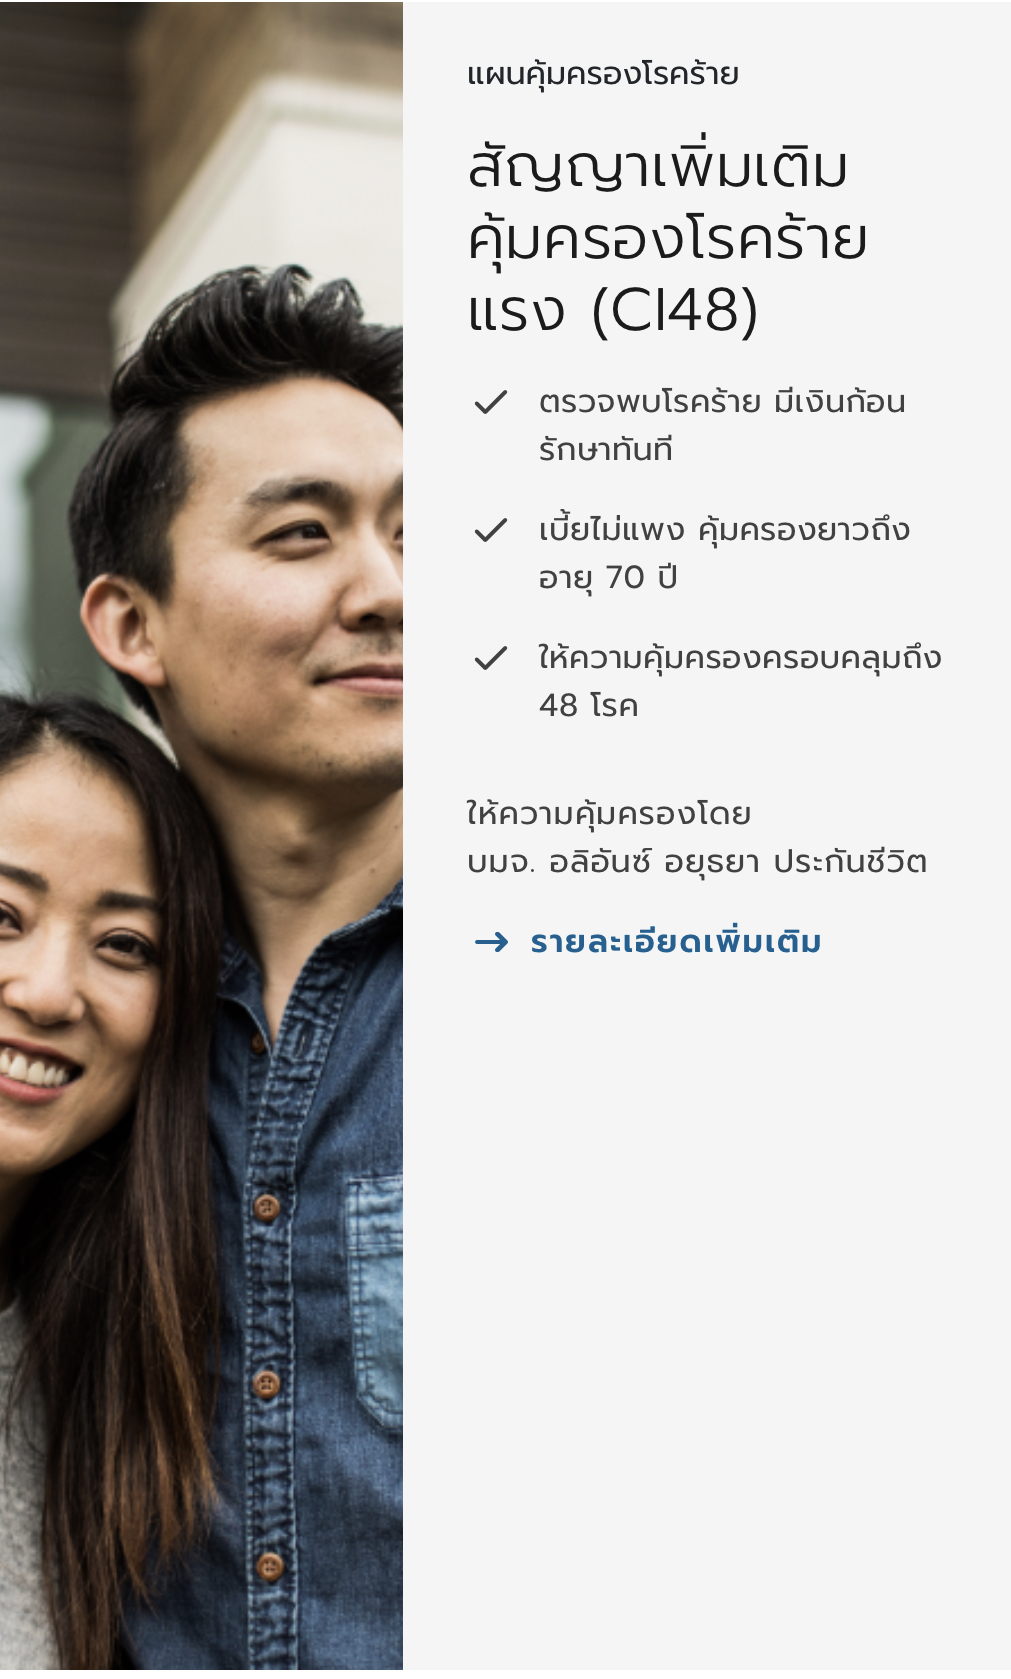 แผนคุ้มครองโรคร้าย
สัญญาเพิ่มเติม
คุ้มครองโรคร้าย
แรง (CI48)
ตรวจพบโรคร้าย มีเงินก้อน
รักษาทันที
เบี้ยไม่แพง คุ้มครองยาวถึง
อายุ 70 ปี
ให้ความคุ้มครองครอบคลุมถึง
48 โรค
ให้ความคุ้มครองโดย
บมจ. อลิอันซ์ อยุธยา ประกันชีวิต
→ รายละเอียดเพิ่มเติม